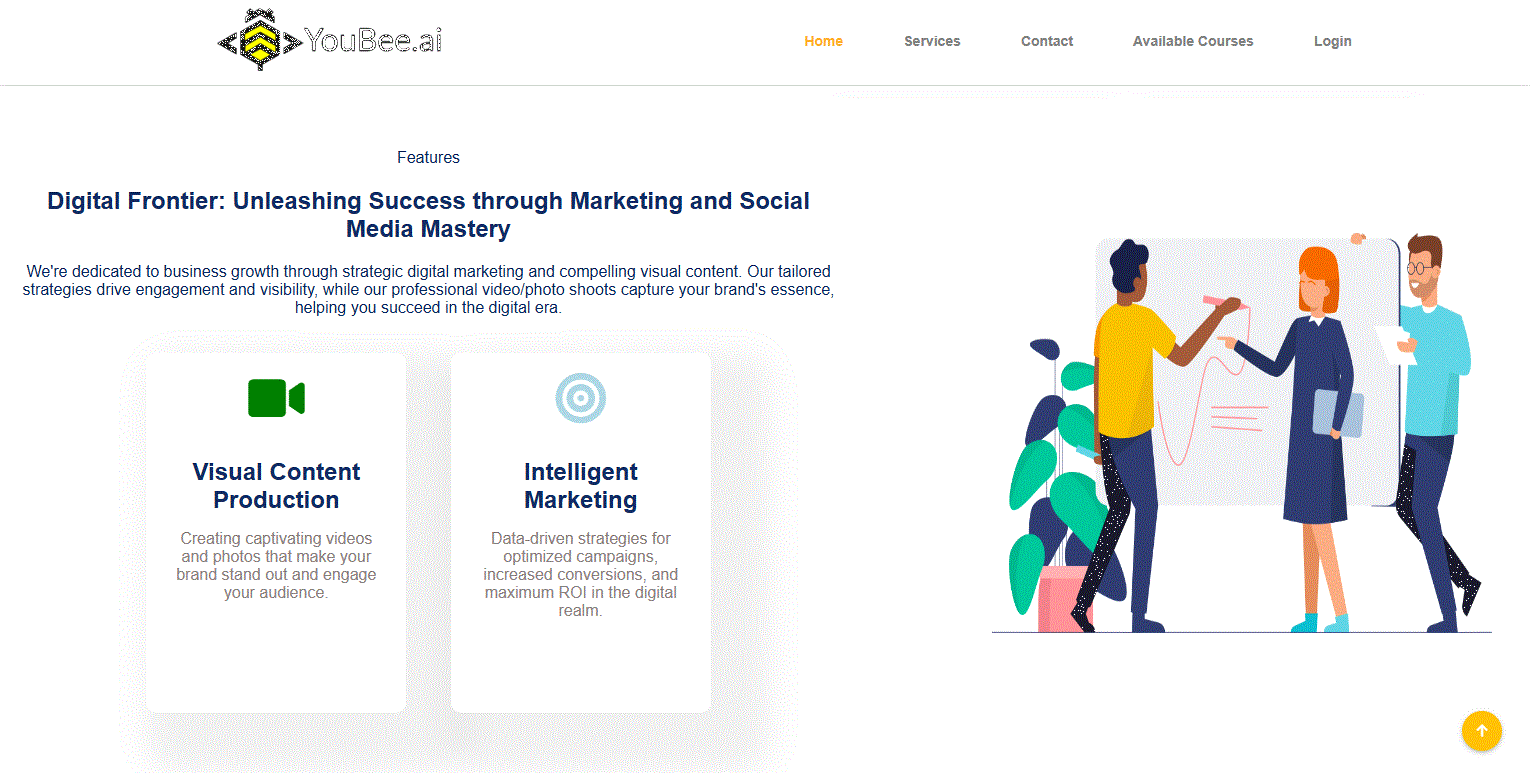 YouBee.ai
Home
Services
Contact
Available Courses
Login
Features
Digital Frontier: Unleashing Success through Marketing and Social
Media Mastery
We're dedicated to business growth through strategic digital marketing and compelling visual content. Our tailored
strategies drive engagement and visibility, while our professional video/photo shoots capture your brand's essence,
helping you succeed in the digital era.
Visual Content
Production
Creating captivating videos
and photos that make your
brand stand out and engage
your audience.
Intelligent
Marketing
Data-driven strategies for
optimized campaigns,
increased conversions, and
maximum ROI in the digital
realm.